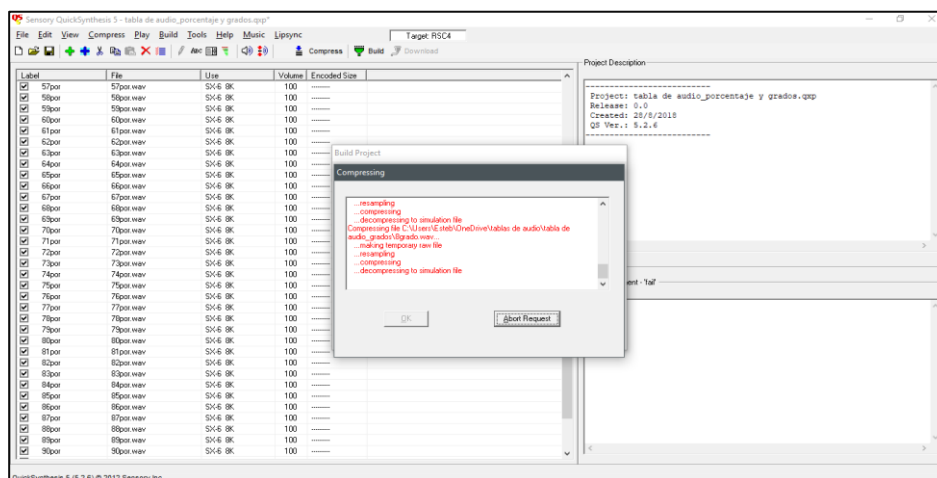 Sensory QuickSynthesis 5 - tabla de audio_porcentaje y grados.qxp*
File Edit View Compress Play Build Tools Help Music Lipsync Target: RSC4
ABC Compress Build Download
Project Description
Label File Use Volume Encoded Size
57por 57por.wav SX-6 8K 100 --------
58por 58por.wav SX-6 8K 100 --------
59por 59por.wav SX-6 8K 100 --------
60por 60por.wav SX-6 8K 100 --------
61por 61por.wav SX-6 8K 100 --------
62por 62por.wav SX-6 8K 100 --------
63por 63por.wav SX-6 8K 100 --------
64por 64por.wav SX-6 8K 100 --------
65por 65por.wav SX-6 8K 100 --------
66por 66por.wav SX-6 8K 100 --------
67por 67por.wav SX-6 8K 100 --------
68por 68por.wav SX-6 8K 100 --------
69por 69por.wav SX-6 8K 100 --------
70por 70por.wav SX-6 8K 100 --------
71por 71por.wav SX-6 8K 100 --------
72por 72por.wav SX-6 8K 100 --------
73por 73por.wav SX-6 8K 100 --------
74por 74por.wav SX-6 8K 100 --------
75por 75por.wav SX-6 8K 100 --------
76por 76por.wav SX-6 8K 100 --------
77por 77por.wav SX-6 8K 100 --------
78por 78por.wav SX-6 8K 100 --------
79por 79por.wav SX-6 8K 100 --------
80por 80por.wav SX-6 8K 100 --------
81por 81por.wav SX-6 8K 100 --------
82por 82por.wav SX-6 8K 100 --------
83por 83por.wav SX-6 8K 100 --------
84por 84por.wav SX-6 8K 100 --------
85por 85por.wav SX-6 8K 100 --------
86por 86por.wav SX-6 8K 100 --------
87por 87por.wav SX-6 8K 100 --------
88por 88por.wav SX-6 8K 100 --------
89por 89por.wav SX-6 8K 100 --------
90por 90por.wav SX-6 8K 100 --------
Build Project
Compressing
...resampling
...compressing
...decompressing to simulation file
Compressing file C:\Users\Esteb\OneDrive\tablas de audio\tabla de
audio_grados\8grado.wav...
...making temporary raw file
...resampling
...compressing
...decompressing to simulation file
OK Abort Request
--------------------------
Project: tabla de audio_porcentaje y grados.qxp
Release: 0.0
Created: 28/8/2018
QS Ver.: 5.2.6
--------------------------
QuickSynthesis 5 (5.2.6) © 2012 Sensory Inc.